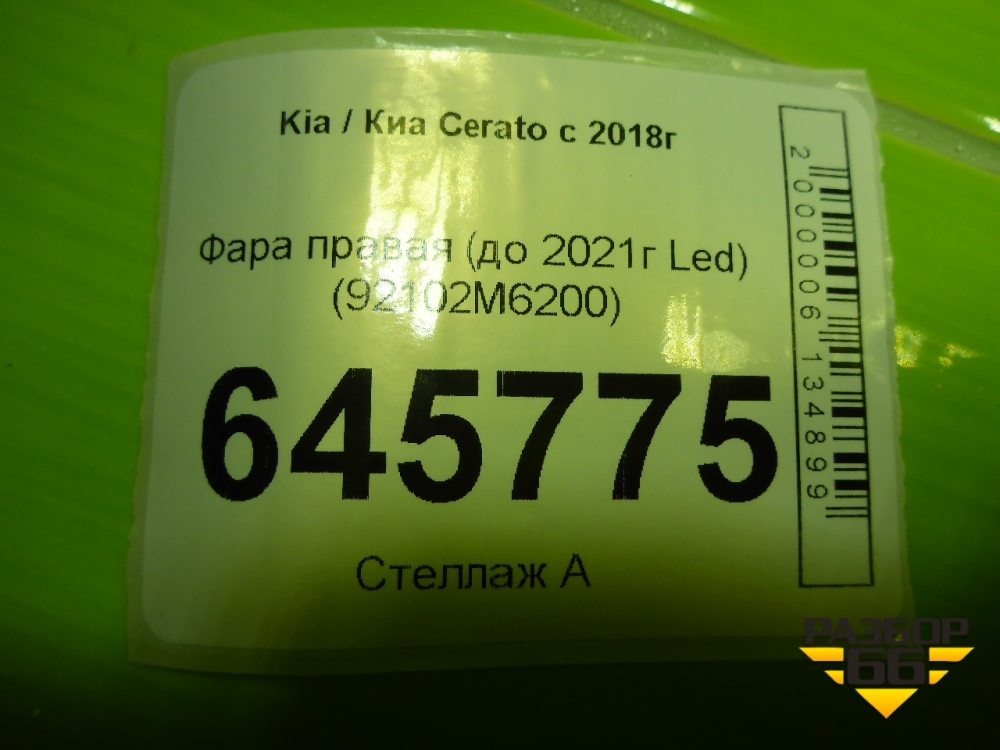 Kia / Киа Cerato с 2018г
Фара правая (до 2021г Led)
(92102M6200)
645775
Стеллаж А
2 000006 134899
РАЗБОР
66